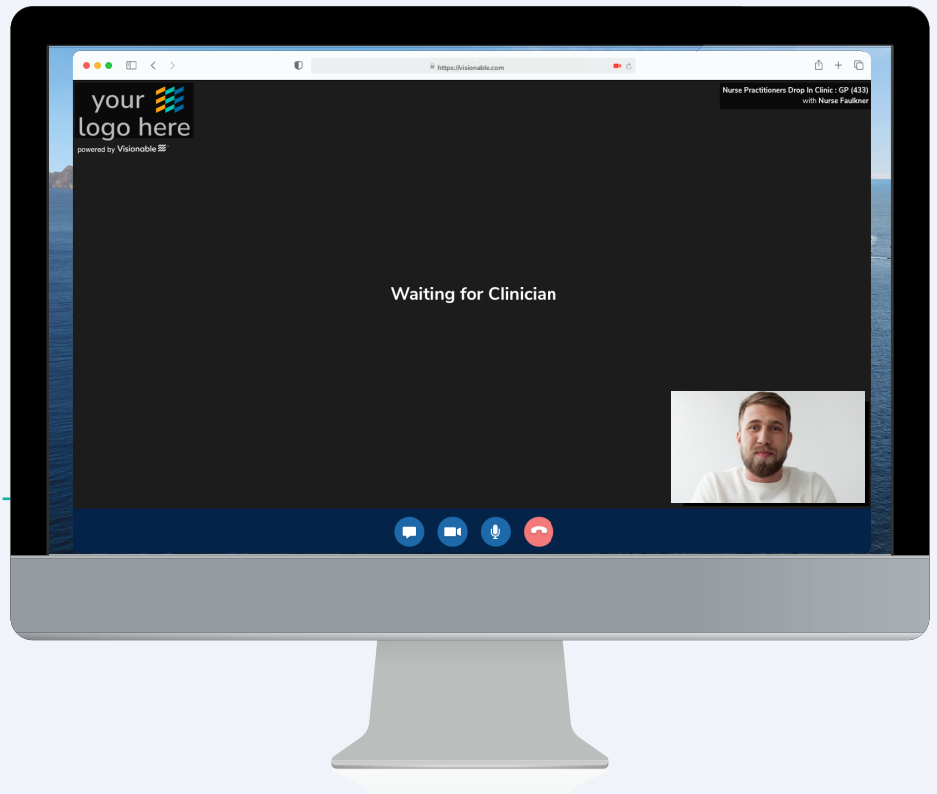 https://visionable.com
your
logo here
powered by Visionable
Nurse Practitioners Drop In Clinic : GP (433)
with Nurse Faulkner
Waiting for Clinician